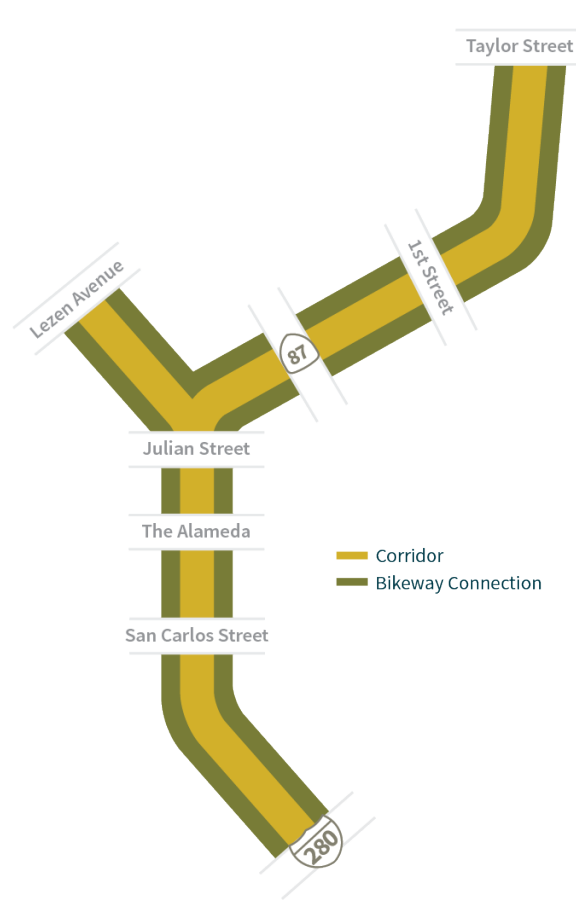 Taylor Street
1st Street
Lezen Avenue
87
Julian Street
The Alameda
Corridor
Bikeway Connection
San Carlos Street
280